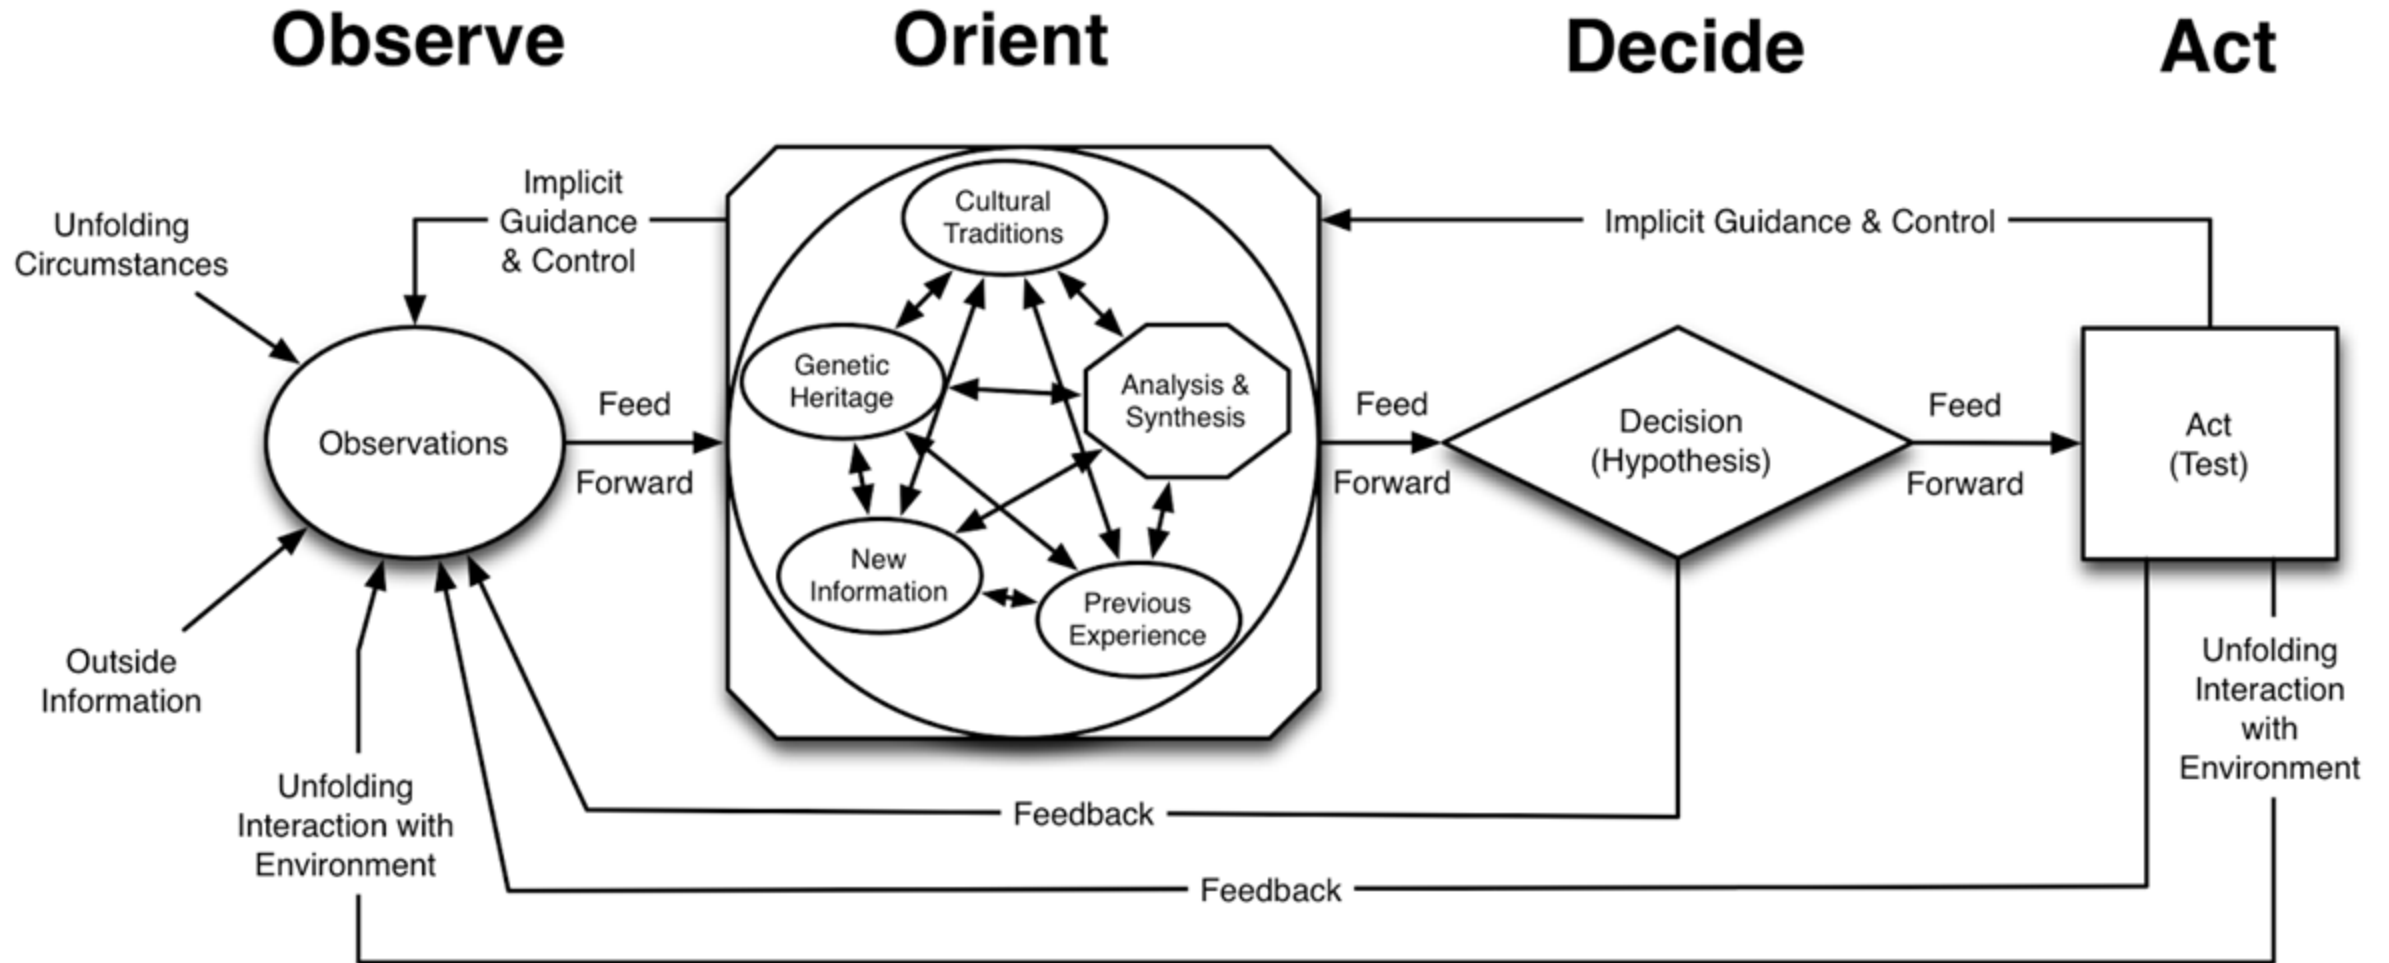 Observe
Orient
Decide
Act
Unfolding
Circumstances
Implicit
Guidance
& Control
Observations
Outside
Information
Unfolding
Interaction with
Environment
Feed
Forward
Cultural
Traditions
Genetic
Heritage
Analysis &
Synthesis
New
Information
Previous
Experience
Implicit Guidance & Control
Feed
Forward
Decision
(Hypothesis)
Feed
Forward
Act
(Test)
Unfolding
Interaction
with
Environment
Feedback
Feedback